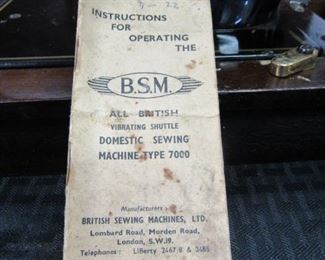 INSTRUCTIONS
FOR
OPERATING
THE
B.S.M.
ALL BRITISH
VIBRATING SHUTTLE
DOMESTIC SEWING
MACHINE-TYPE 7000
Manufacturers:
BRITISH SEWING MACHINES, LTD.
Lombard Road, Morden Road,
London, S.W.19.
Telephones: LIBerty 2467/8 & 3485